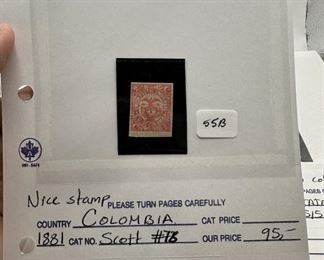 55B
UNI-SAFE
Nice stamp PLEASE TURN PAGES CAREFULLY
COUNTRY COLOMBIA CAT PRICE
1881 CAT NO. Scott #78 OUR PRICE 95,-